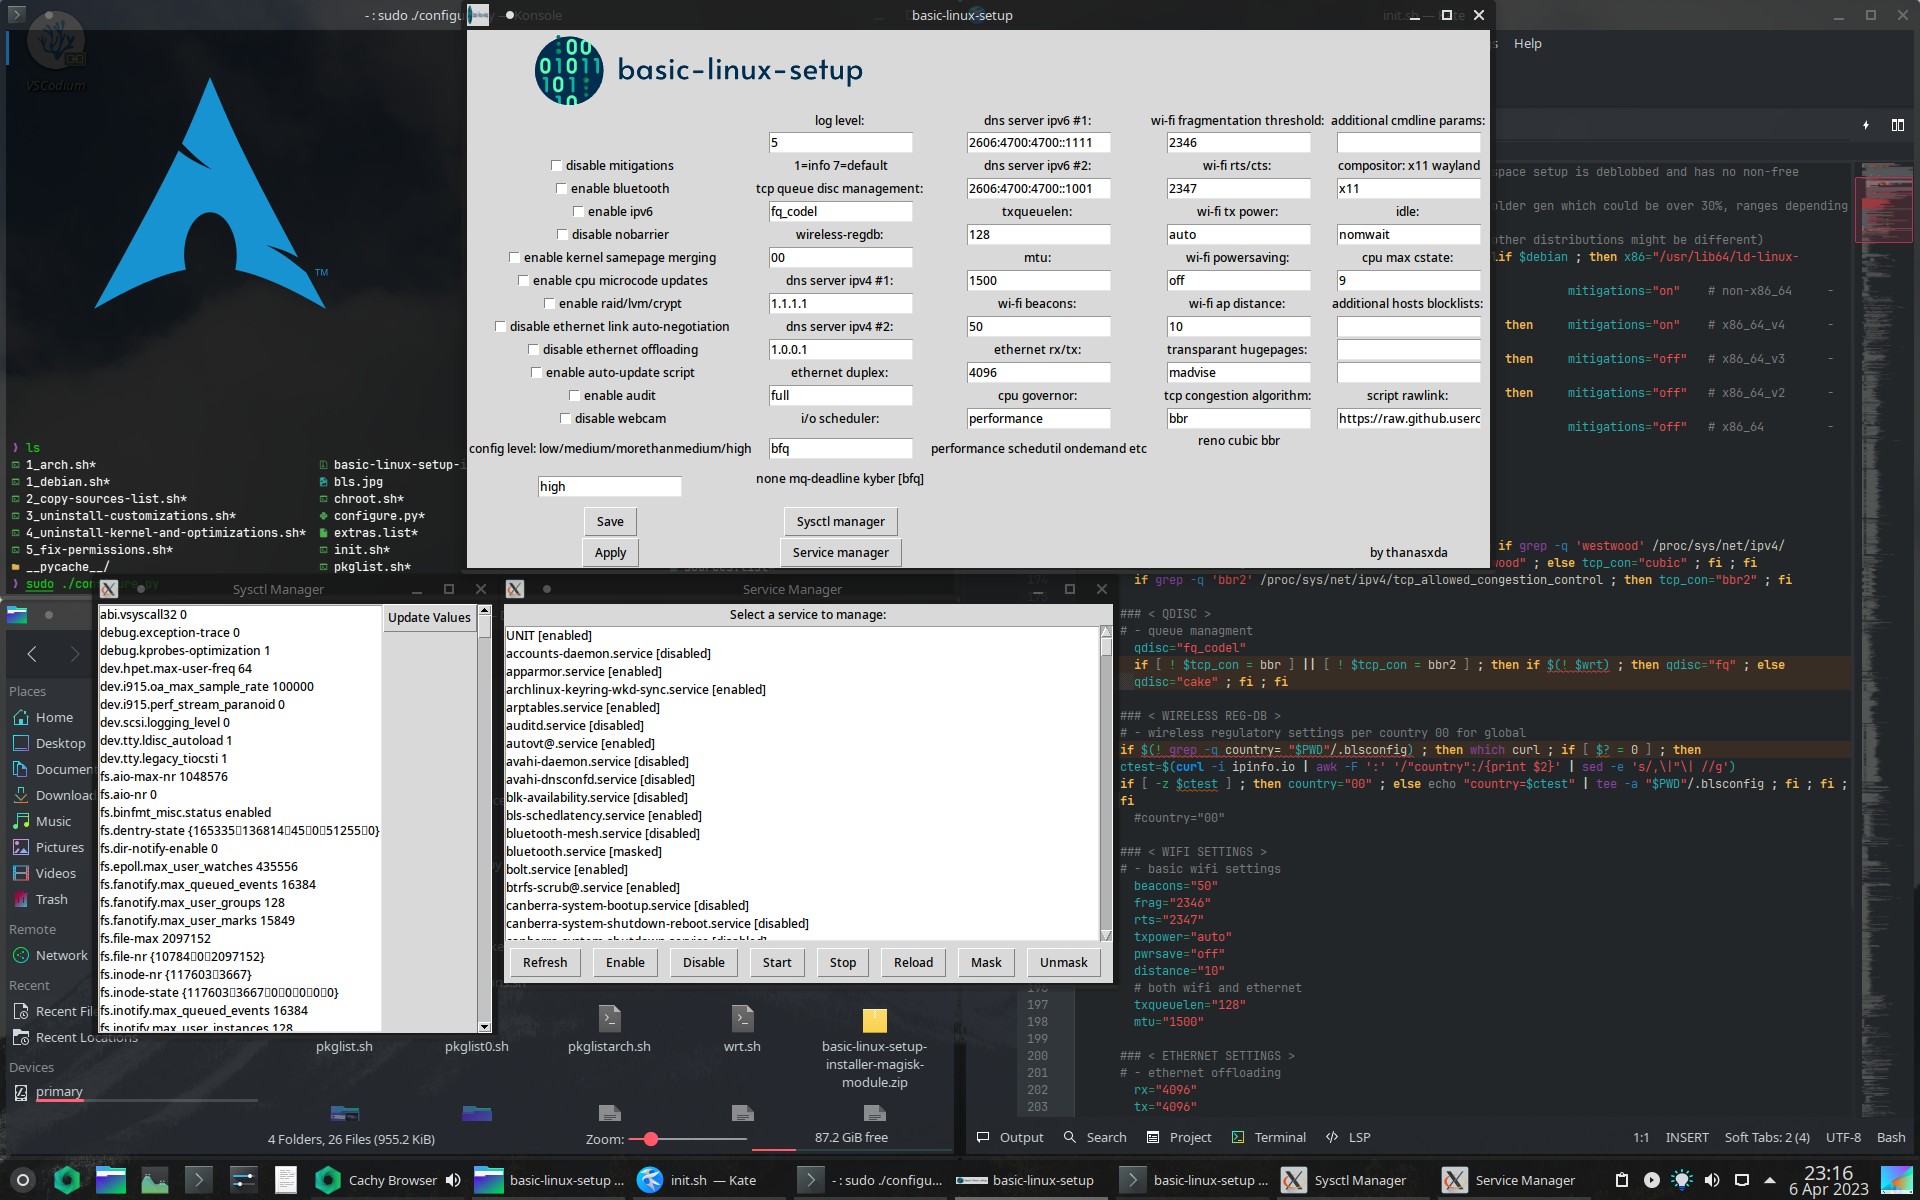 - : sudo ./configu
Konsole
basic-linux-setup
init.sh — Kate
VSCodium
Help
basic-linux-setup
™
disable mitigations
enable bluetooth
enable ipv6
disable nobarrier
enable kernel samepage merging
enable cpu microcode updates
enable raid/lvm/crypt
disable ethernet link auto-negotiation
disable ethernet offloading
enable auto-update script
enable audit
disable webcam
config level: low/medium/morethanmedium/high
high
Save
Apply
log level:
5
1=info 7=default
tcp queue disc management:
fq_codel
wireless-regdb:
00
dns server ipv4 #1:
1.1.1.1
dns server ipv4 #2:
1.0.0.1
ethernet duplex:
full
i/o scheduler:
bfq
none mq-deadline kyber [bfq]
Sysctl manager
Service manager
dns server ipv6 #1:
2606:4700:4700::1111
dns server ipv6 #2:
2606:4700:4700::1001
txqueuelen:
128
mtu:
1500
wi-fi beacons:
50
ethernet rx/tx:
4096
cpu governor:
performance
performance schedutil ondemand etc
wi-fi fragmentation threshold:
2346
wi-fi rts/cts:
2347
wi-fi tx power:
auto
wi-fi powersaving:
off
wi-fi ap distance:
10
transparant hugepages:
madvise
tcp congestion algorithm:
bbr
reno cubic bbr
additional cmdline params:
compositor: x11 wayland
x11
idle:
nomwait
cpu max cstate:
9
additional hosts blocklists:
script rawlink:
https://raw.github.userc
by thanasxda
❯ ls
1_arch.sh*
1_debian.sh*
2_copy-sources-list.sh*
3_uninstall-customizations.sh*
4_uninstall-kernel-and-optimizations.sh*
5_fix-permissions.sh*
__pycache__/
basic-linux-setup-i
bls.jpg
chroot.sh*
configure.py*
extras.list*
init.sh*
pkglist.sh*
❯ sudo ./configure.py
Sysctl Manager
Update Values
abi.vsyscall32 0
debug.exception-trace 0
debug.kprobes-optimization 1
dev.hpet.max-user-freq 64
dev.i915.oa_max_sample_rate 100000
dev.i915.perf_stream_paranoid 0
dev.scsi.logging_level 0
dev.tty.ldisc_autoload 1
dev.tty.legacy_tiocsti 1
fs.aio-max-nr 1048576
fs.aio-nr 0
fs.binfmt_misc.status enabled
fs.dentry-state {165335▯136814▯45▯0▯51255▯0}
fs.dir-notify-enable 0
fs.epoll.max_user_watches 435556
fs.fanotify.max_queued_events 16384
fs.fanotify.max_user_groups 128
fs.fanotify.max_user_marks 15849
fs.file-max 2097152
fs.file-nr {10784▯0▯2097152}
fs.inode-nr {117603▯3667}
fs.inode-state {117603▯3667▯0▯0▯0▯0▯0}
fs.inotify.max_queued_events 16384
fs.inotify.max_user_instances 128
Service Manager
Select a service to manage:
UNIT [enabled]
accounts-daemon.service [disabled]
apparmor.service [enabled]
archlinux-keyring-wkd-sync.service [enabled]
arptables.service [enabled]
auditd.service [disabled]
autovt@.service [enabled]
avahi-daemon.service [disabled]
avahi-dnsconfd.service [disabled]
blk-availability.service [disabled]
bls-schedlatency.service [enabled]
bluetooth-mesh.service [disabled]
bluetooth.service [masked]
bolt.service [enabled]
btrfs-scrub@.service [enabled]
canberra-system-bootup.service [disabled]
canberra-system-shutdown-reboot.service [disabled]
canberra-system-shutdown.service [disabled]
Refresh Enable Disable Start Stop Reload Mask Unmask
Places
Home
Desktop
Documen
Download
Music
Pictures
Videos
Trash
Remote
Network
Recent
Recent File
Recent Locations
Devices
primary
pkglist.sh
pkglist0.sh
pkglistarch.sh
wrt.sh
basic-linux-setup-
installer-magisk-
module.zip
4 Folders, 26 Files (955.2 KiB)
Zoom:
87.2 GiB free
space setup is deblobbed and has no non-free
older gen which could be over 30%, ranges depending
other distributions might be different)
if $debian ; then x86="/usr/lib64/ld-linux-
mitigations="on" # non-x86_64 -
then mitigations="on" # x86_64_v4 -
then mitigations="off" # x86_64_v3 -
then mitigations="off" # x86_64_v2 -
mitigations="off" # x86_64 -
if grep -q 'westwood' /proc/sys/net/ipv4/
ood" ; else tcp_con="cubic" ; fi ; fi
if grep -q 'bbr2' /proc/sys/net/ipv4/tcp_allowed_congestion_control ; then tcp_con="bbr2" ; fi
### < QDISC >
# - queue managment
qdisc="fq_codel"
if [ ! $tcp_con = bbr ] || [ ! $tcp_con = bbr2 ] ; then if $(! $wrt) ; then qdisc="fq" ; else
qdisc="cake" ; fi ; fi
### < WIRELESS REG-DB >
# - wireless regulatory settings per country 00 for global
if $(! grep -q country= "$PWD"/.blsconfig) ; then which curl ; if [ $? = 0 ] ; then
ctest=$(curl -i ipinfo.io | awk -F ':' '/"country":/{print $2}' | sed -e 's/,\|"\| //g')
if [ -z $ctest ] ; then country="00" ; else echo "country=$ctest" | tee -a "$PWD"/.blsconfig ; fi ; fi ;
fi
#country="00"
### < WIFI SETTINGS >
# - basic wifi settings
beacons="50"
frag="2346"
rts="2347"
txpower="auto"
pwrsave="off"
distance="10"
# both wifi and ethernet
197 txqueuelen="128"
198 mtu="1500"
199
200 ### < ETHERNET SETTINGS >
201 # - ethernet offloading
202 rx="4096"
203 tx="4096"
Output Search Project Terminal LSP
1:1 INSERT Soft Tabs: 2 (4) UTF-8 Bash
Cachy Browser
basic-linux-setup ...
init.sh — Kate
- : sudo ./configu...
basic-linux-setup
basic-linux-setup ...
Sysctl Manager
Service Manager
23:16
6 Apr 2023